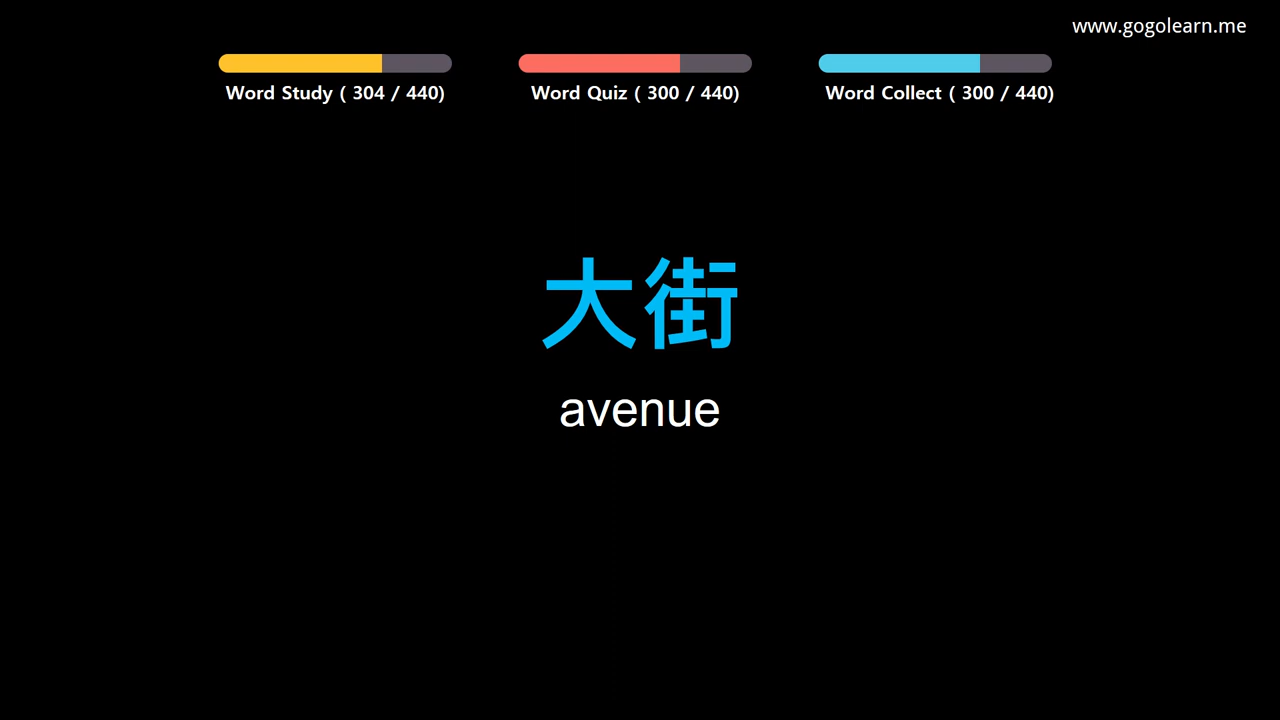 www.gogolearn.me
Word Study ( 304 / 440)
Word Quiz ( 300 / 440)
Word Collect ( 300 / 440)
大街
avenue